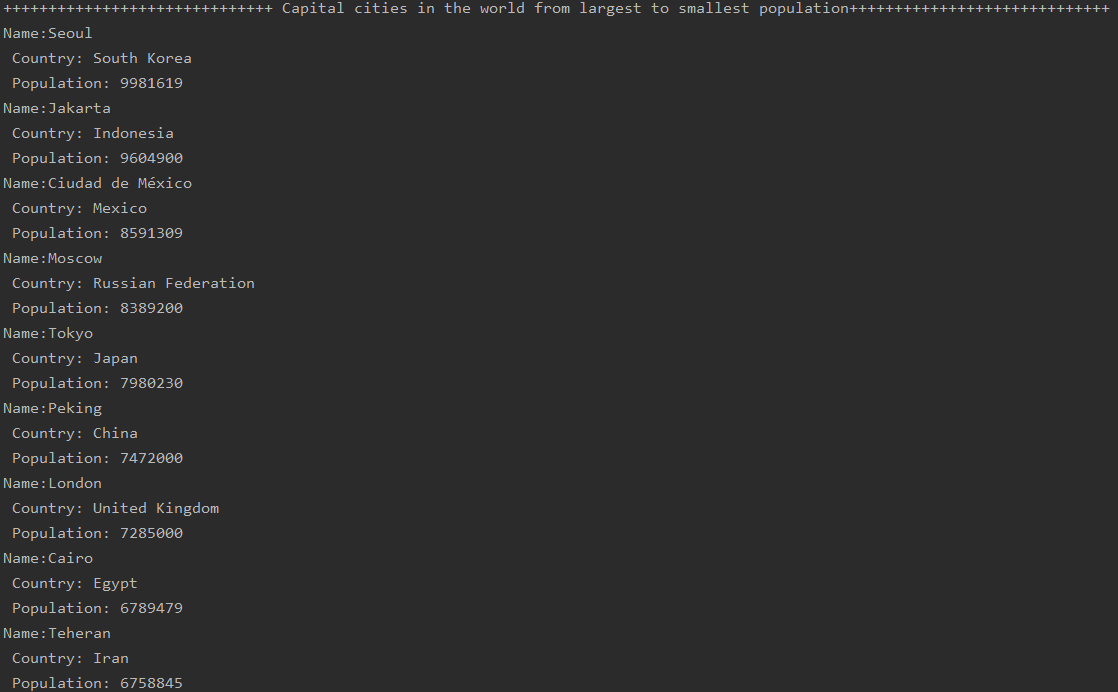 ++++++++++++++++++++++++++++++ Capital cities in the world from largest to smallest population+++++++++++++++++++++++++++++
Name:Seoul
 Country: South Korea
 Population: 9981619
Name:Jakarta
 Country: Indonesia
 Population: 9604900
Name:Ciudad de México
 Country: Mexico
 Population: 8591309
Name:Moscow
 Country: Russian Federation
 Population: 8389200
Name:Tokyo
 Country: Japan
 Population: 7980230
Name:Peking
 Country: China
 Population: 7472000
Name:London
 Country: United Kingdom
 Population: 7285000
Name:Cairo
 Country: Egypt
 Population: 6789479
Name:Teheran
 Country: Iran
 Population: 6758845